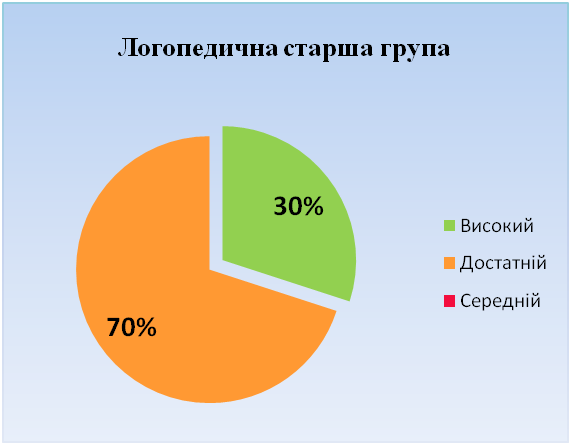 Логопедична старша група
30%
70%
Високий
Достатній
Середній